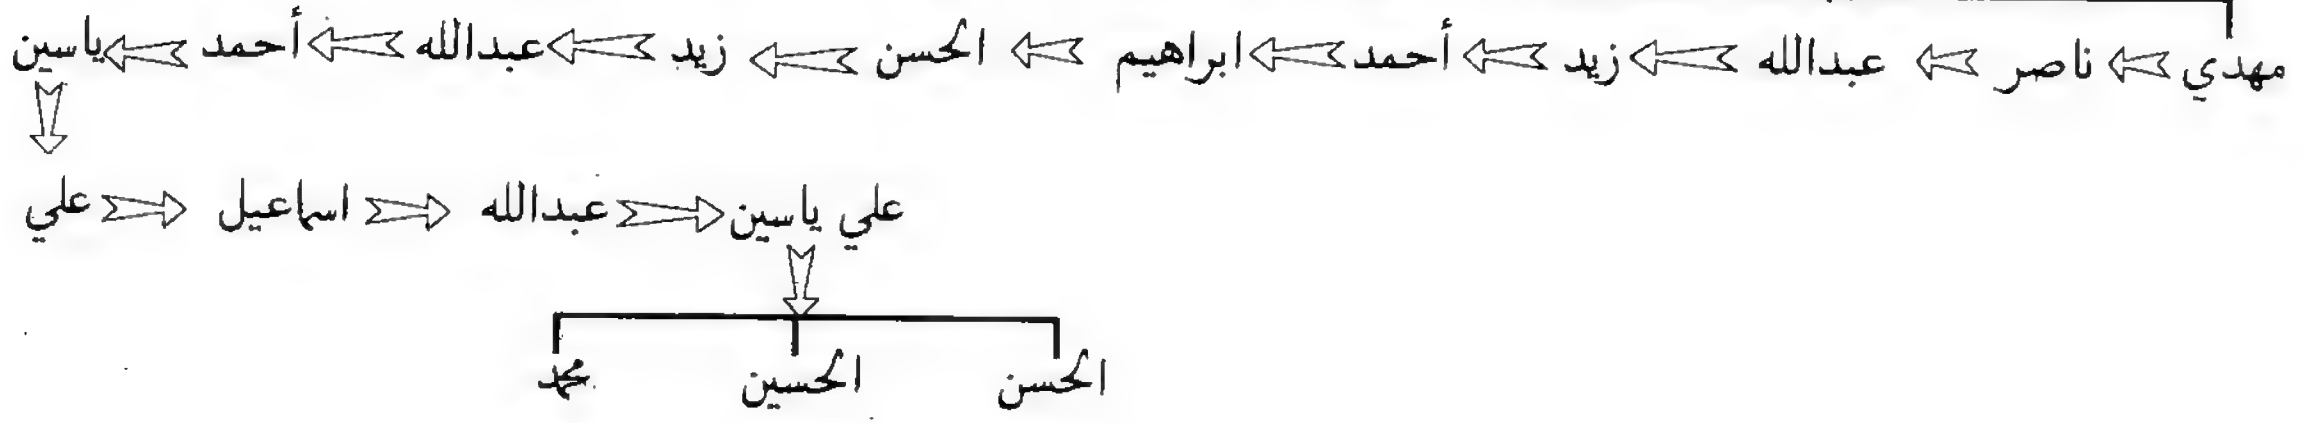 مهدي ناصر عبدالله زيد أحمد ابراهيم الحسن زيد عبدالله أحمد ياسين
علي اسماعيل عبدالله علي ياسين
الحسن الحسين محمد